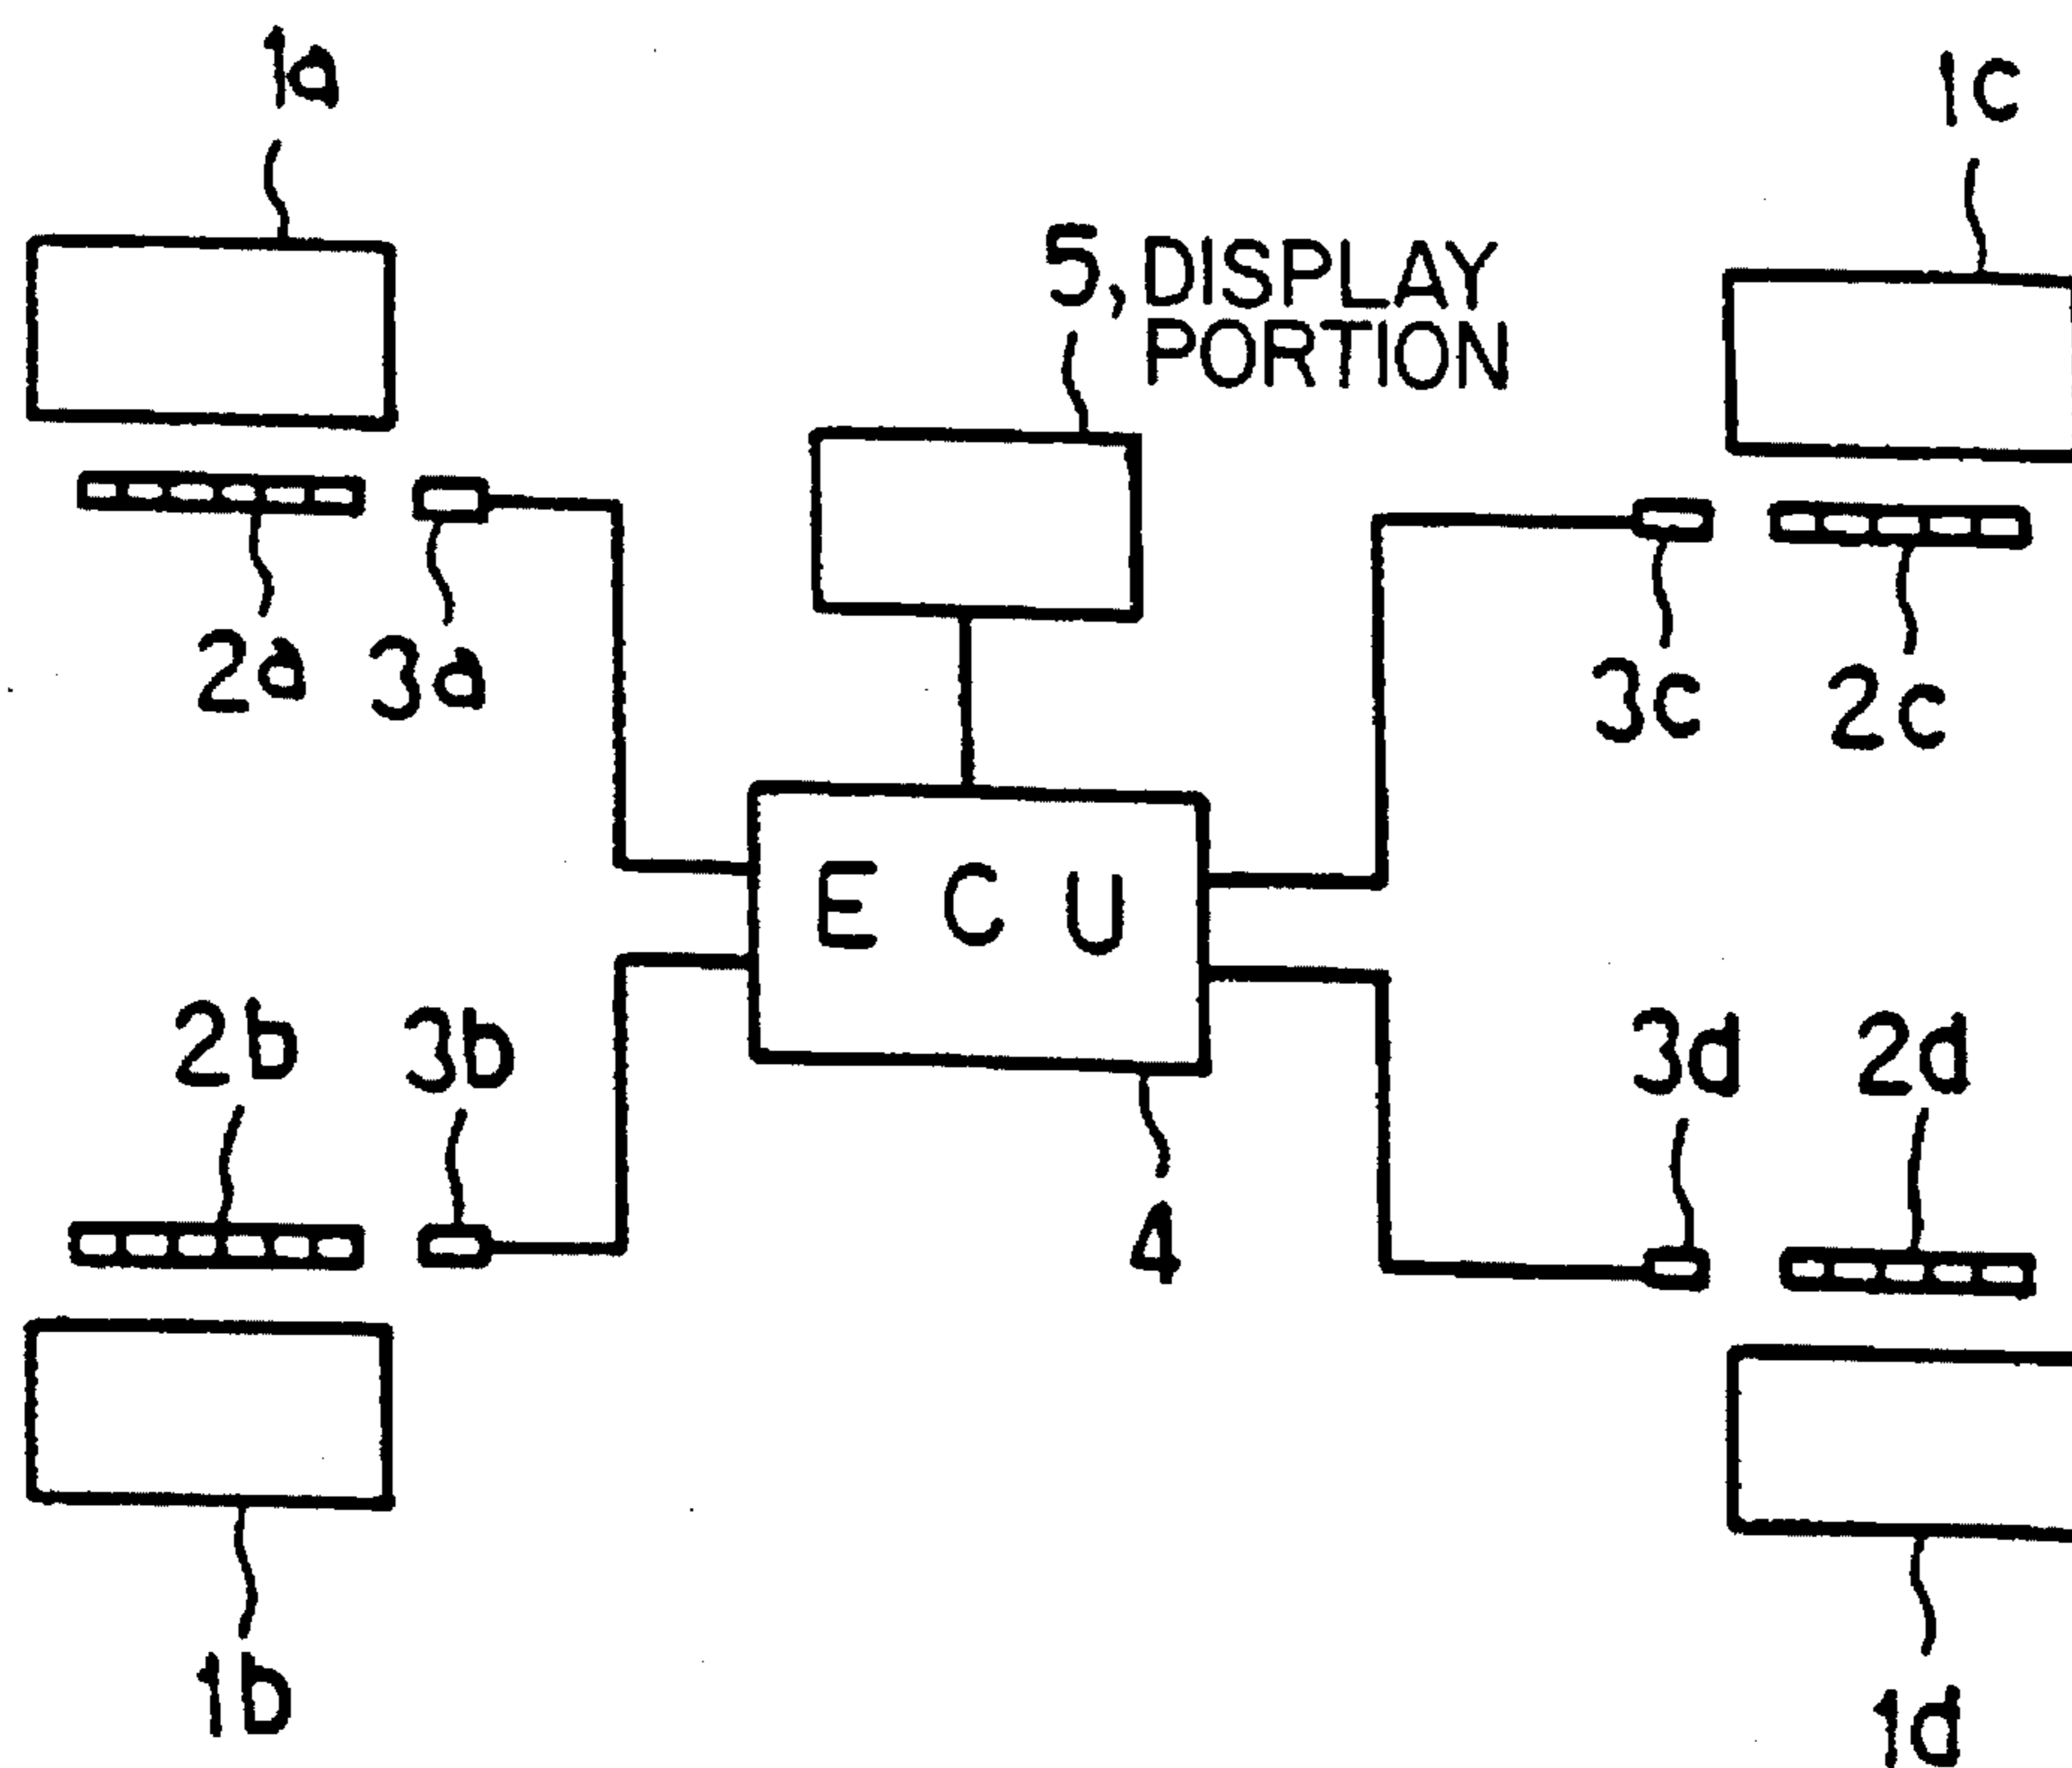 1a
1c
5, DISPLAY
PORTION
2a 3a
3c 2c
E C U
2b 3b
3d 2d
4
1b
1d